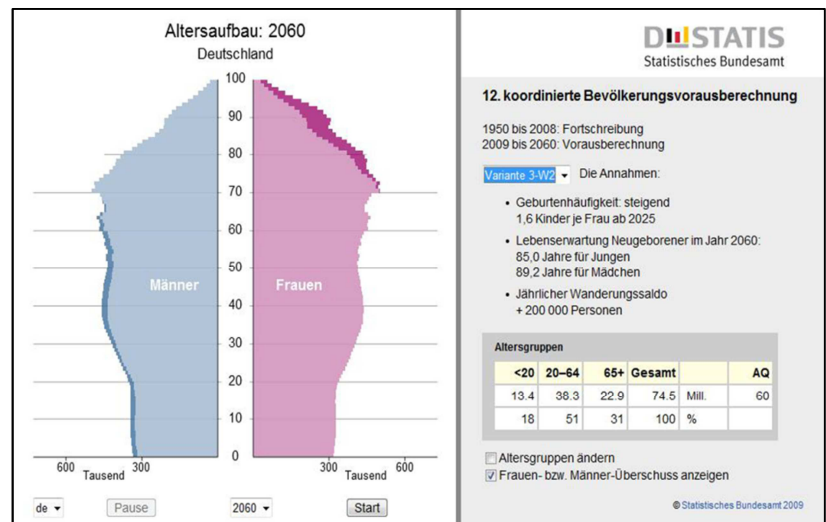 Altersaufbau: 2060
Deutschland
100
90
80
70
60
50
40
30
20
10
0
Männer
Frauen
600
300
Tausend
300
600
Tausend
de
Pause
2060
Start
DESTATIS
Statistisches Bundesamt
12. koordinierte Bevölkerungsvorausberechnung
1950 bis 2008: Fortschreibung
2009 bis 2060: Vorausberechnung
Variante 3-W2 Die Annahmen:
• Geburtenhäufigkeit: steigend
1,6 Kinder je Frau ab 2025
• Lebenserwartung Neugeborener im Jahr 2060:
85,0 Jahre für Jungen
89,2 Jahre für Mädchen
• Jährlicher Wanderungssaldo
+ 200 000 Personen
Altersgruppen
<20 20–64 65+ Gesamt AQ
13.4 38.3 22.9 74.5 Mill. 60
18 51 31 100 %
Altersgruppen ändern
Frauen- bzw. Männer-Überschuss anzeigen
© Statistisches Bundesamt 2009